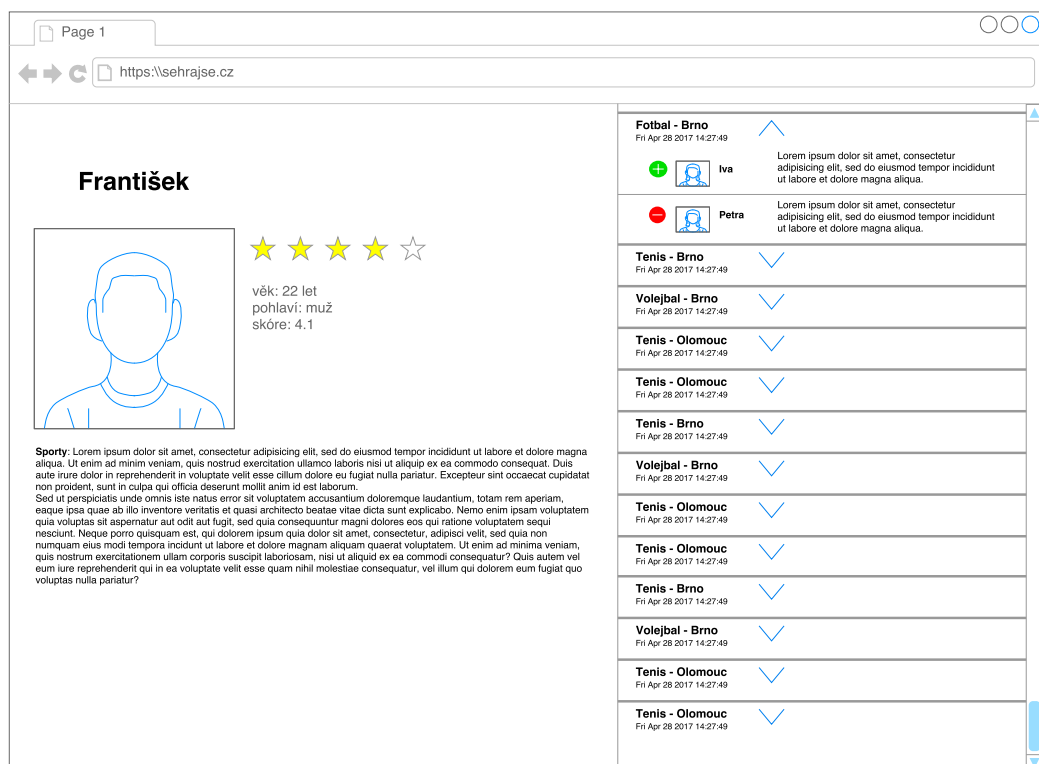 Page 1
https:\\sehrajse.cz
František
věk: 22 let
pohlaví: muž
skóre: 4.1
Sporty: Lorem ipsum dolor sit amet, consectetur adipisicing elit, sed do eiusmod tempor incididunt ut labore et dolore magna
aliqua. Ut enim ad minim veniam, quis nostrud exercitation ullamco laboris nisi ut aliquip ex ea commodo consequat. Duis
aute irure dolor in reprehenderit in voluptate velit esse cillum dolore eu fugiat nulla pariatur. Excepteur sint occaecat cupidatat
non proident, sunt in culpa qui officia deserunt mollit anim id est laborum.
Sed ut perspiciatis unde omnis iste natus error sit voluptatem accusantium doloremque laudantium, totam rem aperiam,
eaque ipsa quae ab illo inventore veritatis et quasi architecto beatae vitae dicta sunt explicabo. Nemo enim ipsam voluptatem
quia voluptas sit aspernatur aut odit aut fugit, sed quia consequuntur magni dolores eos qui ratione voluptatem sequi
nesciunt. Neque porro quisquam est, qui dolorem ipsum quia dolor sit amet, consectetur, adipisci velit, sed quia non
numquam eius modi tempora incidunt ut labore et dolore magnam aliquam quaerat voluptatem. Ut enim ad minima veniam,
quis nostrum exercitationem ullam corporis suscipit laboriosam, nisi ut aliquid ex ea commodi consequatur? Quis autem vel
eum iure reprehenderit qui in ea voluptate velit esse quam nihil molestiae consequatur, vel illum qui dolorem eum fugiat quo
voluptas nulla pariatur?
Fotbal - Brno
Fri Apr 28 2017 14:27:49
Iva
Lorem ipsum dolor sit amet, consectetur
adipisicing elit, sed do eiusmod tempor incididunt
ut labore et dolore magna aliqua.
Petra
Lorem ipsum dolor sit amet, consectetur
adipisicing elit, sed do eiusmod tempor incididunt
ut labore et dolore magna aliqua.
Tenis - Brno
Fri Apr 28 2017 14:27:49
Volejbal - Brno
Fri Apr 28 2017 14:27:49
Tenis - Olomouc
Fri Apr 28 2017 14:27:49
Tenis - Olomouc
Fri Apr 28 2017 14:27:49
Tenis - Brno
Fri Apr 28 2017 14:27:49
Volejbal - Brno
Fri Apr 28 2017 14:27:49
Tenis - Olomouc
Fri Apr 28 2017 14:27:49
Tenis - Olomouc
Fri Apr 28 2017 14:27:49
Tenis - Brno
Fri Apr 28 2017 14:27:49
Volejbal - Brno
Fri Apr 28 2017 14:27:49
Tenis - Olomouc
Fri Apr 28 2017 14:27:49
Tenis - Olomouc
Fri Apr 28 2017 14:27:49